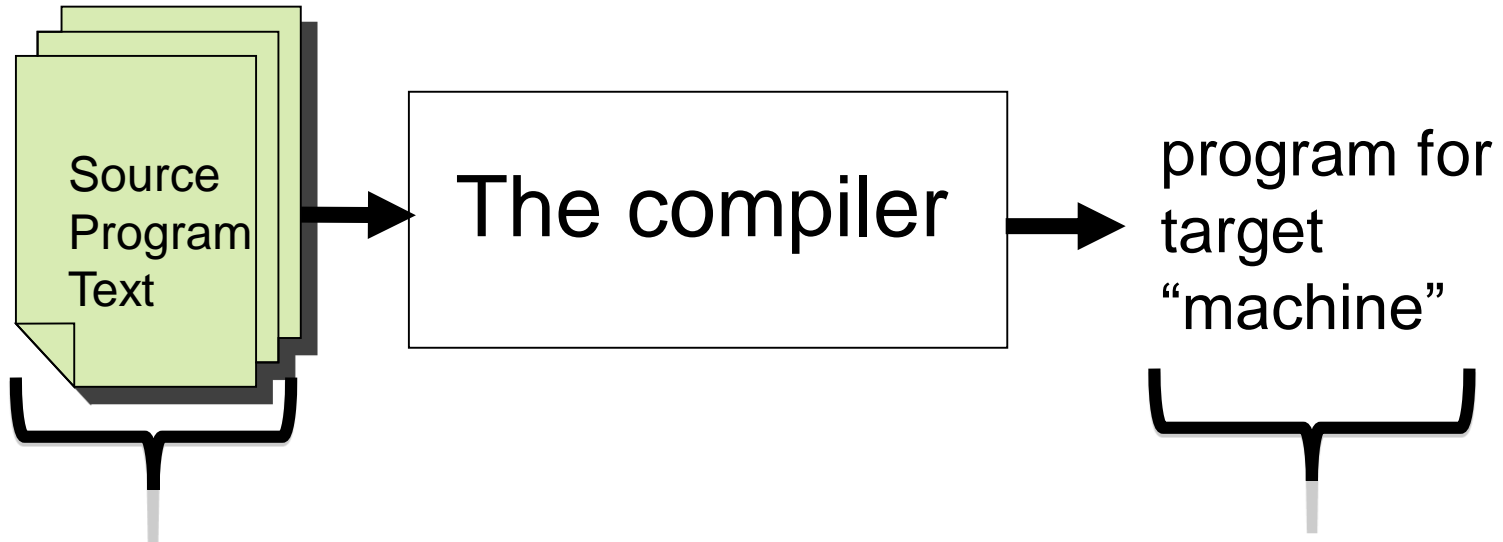 Source
Program
Text
The compiler
program for
target
“machine”